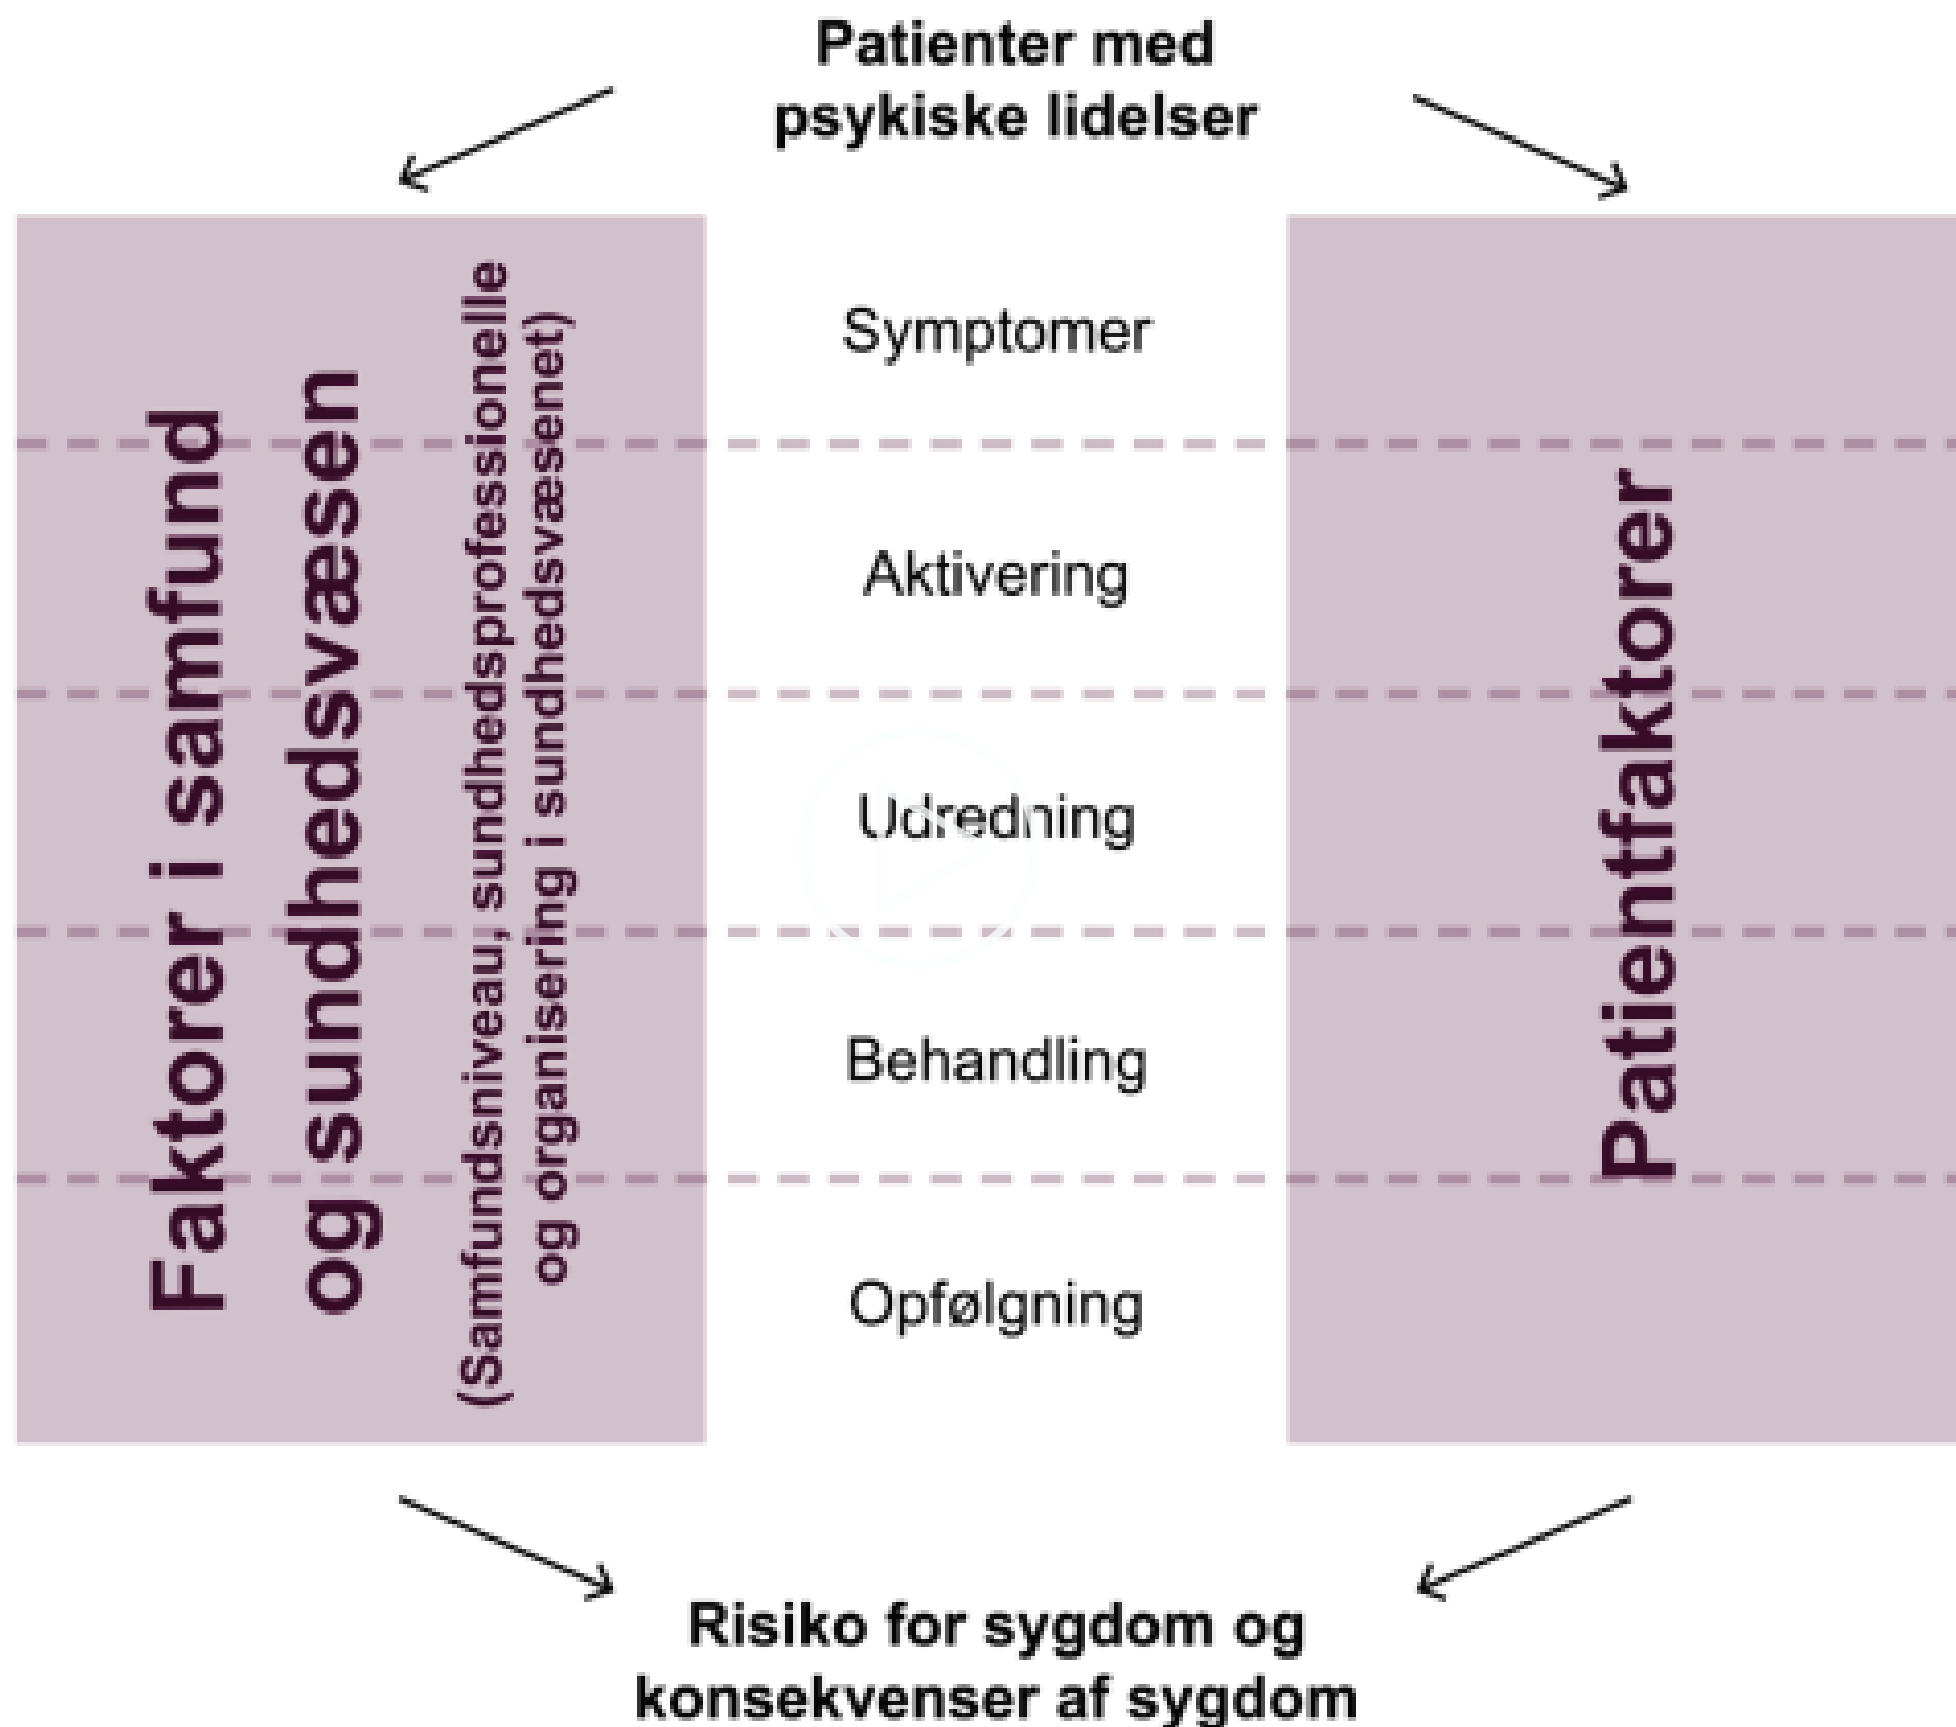 Patienter med
psykiske lidelser
Faktorer i samfund
og sundhedsvæsen
(Samfundsniveau, sundhedsprofessionelle
og organisering i sundhedsvæsenet)
Symptomer
Aktivering
Udredning
Behandling
Opfølgning
Patientfaktorer
Risiko for sygdom og
konsekvenser af sygdom